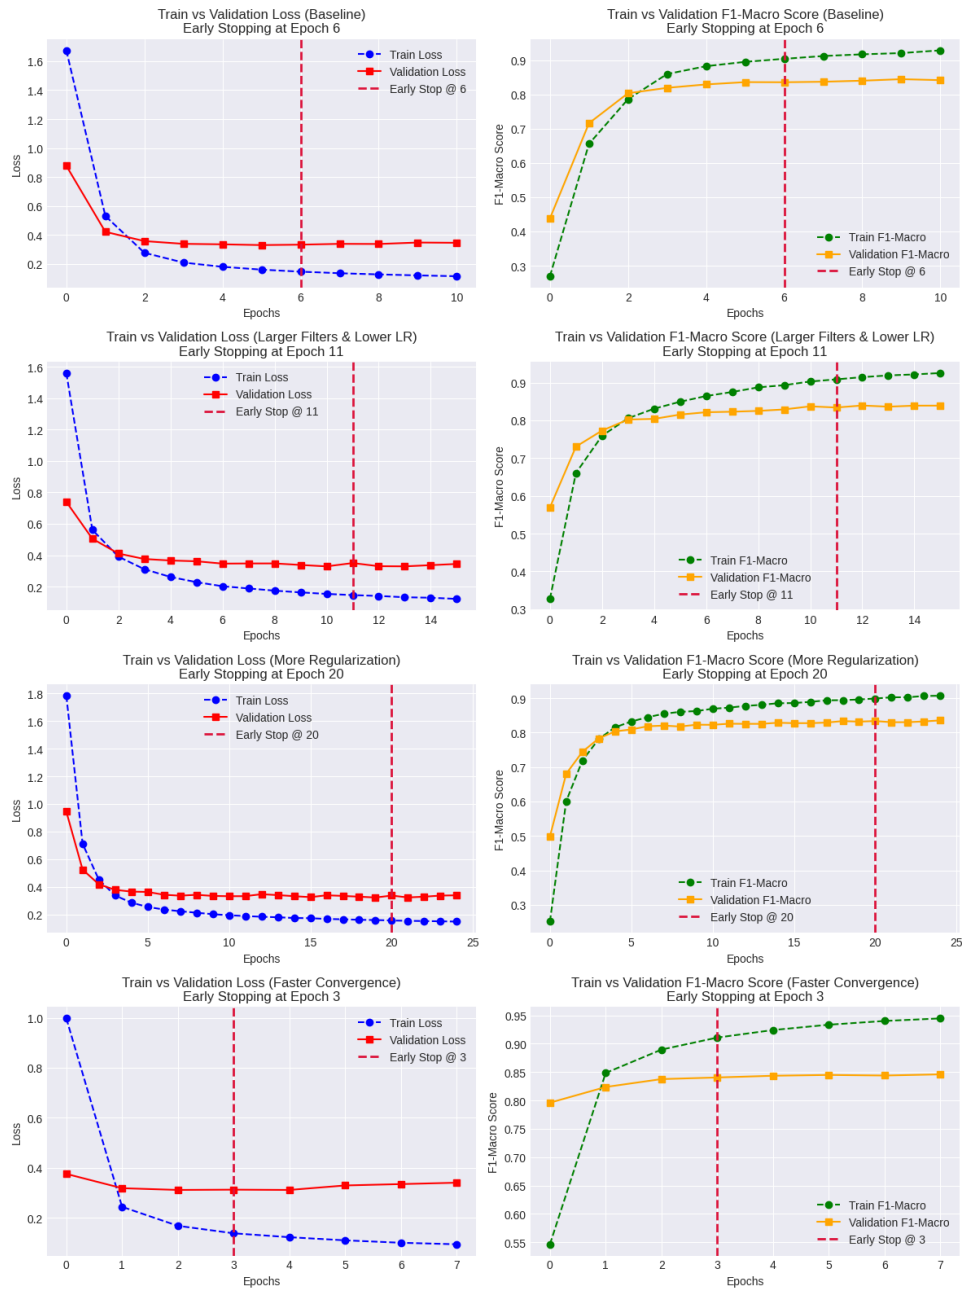 Train vs Validation Loss (Baseline)
Early Stopping at Epoch 6
1.6
1.4
1.2
1.0
0.8
0.6
0.4
0.2
Loss
Train Loss
Validation Loss
Early Stop @ 6
0 2 4 6 8 10
Epochs
Train vs Validation F1-Macro Score (Baseline)
Early Stopping at Epoch 6
0.9
0.8
0.7
0.6
0.5
0.4
0.3
F1-Macro Score
Train F1-Macro
Validation F1-Macro
Early Stop @ 6
0 2 4 6 8 10
Epochs
Train vs Validation Loss (Larger Filters & Lower LR)
Early Stopping at Epoch 11
1.6
1.4
1.2
1.0
0.8
0.6
0.4
0.2
Loss
Train Loss
Validation Loss
Early Stop @ 11
0 2 4 6 8 10 12 14
Epochs
Train vs Validation F1-Macro Score (Larger Filters & Lower LR)
Early Stopping at Epoch 11
0.9
0.8
0.7
0.6
0.5
0.4
0.3
F1-Macro Score
Train F1-Macro
Validation F1-Macro
Early Stop @ 11
0 2 4 6 8 10 12 14
Epochs
Train vs Validation Loss (More Regularization)
Early Stopping at Epoch 20
1.8
1.6
1.4
1.2
1.0
0.8
0.6
0.4
0.2
Loss
Train Loss
Validation Loss
Early Stop @ 20
0 5 10 15 20 25
Epochs
Train vs Validation F1-Macro Score (More Regularization)
Early Stopping at Epoch 20
0.9
0.8
0.7
0.6
0.5
0.4
0.3
F1-Macro Score
Train F1-Macro
Validation F1-Macro
Early Stop @ 20
0 5 10 15 20 25
Epochs
Train vs Validation Loss (Faster Convergence)
Early Stopping at Epoch 3
1.0
0.8
0.6
0.4
0.2
Loss
Train Loss
Validation Loss
Early Stop @ 3
0 1 2 3 4 5 6 7
Epochs
Train vs Validation F1-Macro Score (Faster Convergence)
Early Stopping at Epoch 3
0.95
0.90
0.85
0.80
0.75
0.70
0.65
0.60
0.55
F1-Macro Score
Train F1-Macro
Validation F1-Macro
Early Stop @ 3
0 1 2 3 4 5 6 7
Epochs